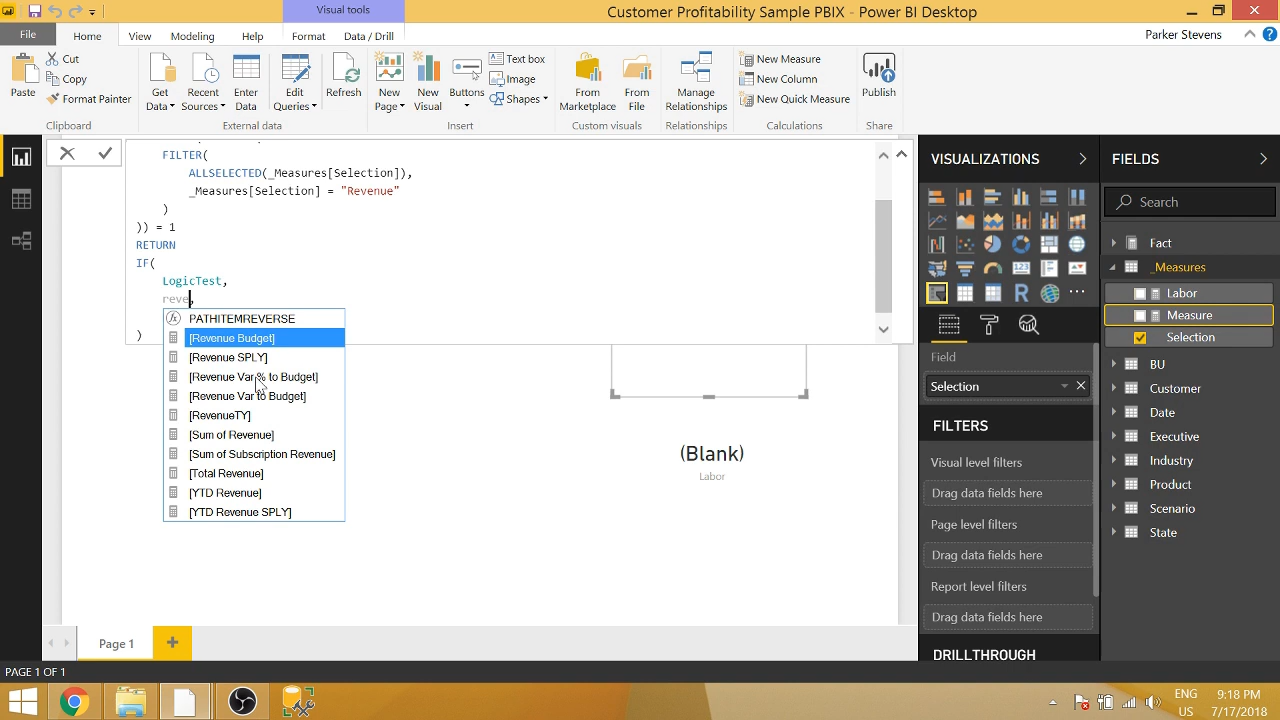 Visual tools
Customer Profitability Sample PBIX - Power BI Desktop
File
Home
View
Modeling
Help
Format
Data / Drill
Parker Stevens
Paste
Cut
Copy
Format Painter
Clipboard
Get Data
Recent Sources
Enter Data
Edit Queries
Refresh
External data
New Page
New Visual
Buttons
Text box
Image
Shapes
Insert
From Marketplace
From File
Custom visuals
Manage Relationships
Relationships
New Measure
New Column
New Quick Measure
Calculations
Publish
Share
FILTER(
ALLSELECTED(_Measures[Selection]),
_Measures[Selection] = "Revenue"
)
)) = 1
RETURN
IF(
LogicTest,
reve,
)
PATHITEMREVERSE
[Revenue Budget]
[Revenue SPLY]
[Revenue Var % to Budget]
[Revenue Var to Budget]
[RevenueTY]
[Sum of Revenue]
[Sum of Subscription Revenue]
[Total Revenue]
[YTD Revenue]
[YTD Revenue SPLY]
(Blank)
Labor
VISUALIZATIONS
R
Field
Selection
FILTERS
Visual level filters
Drag data fields here
Page level filters
Drag data fields here
Report level filters
Drag data fields here
DRILLTHROUGH
FIELDS
Search
Fact
_Measures
Labor
Measure
Selection
BU
Customer
Date
Executive
Industry
Product
Scenario
State
Page 1
PAGE 1 OF 1
ENG
US
9:18 PM
7/17/2018